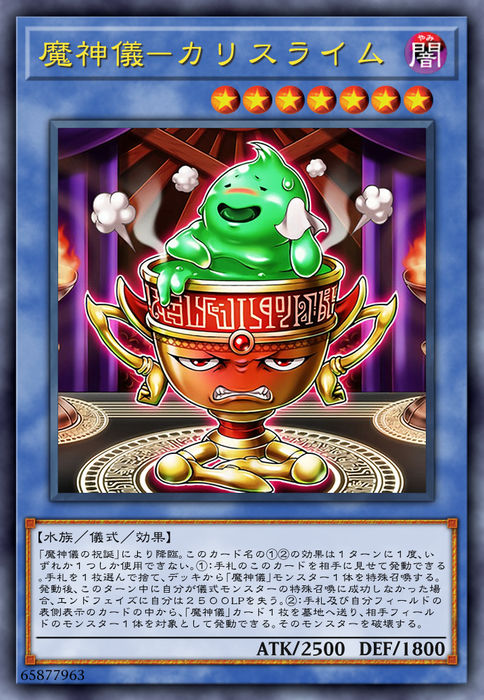 魔神儀－カリスライム
やみ
闇
【水族／儀式／効果】
「魔神儀の祝誕」により降臨。このカード名の①②の効果は１ターンに１度、い
ずれか１つしか使用できない。①：手札のこのカードを相手に見せて発動できる。
手札を１枚選んで捨て、デッキから「魔神儀」モンスター１体を特殊召喚する。
発動後、このターン中に自分が儀式モンスターの特殊召喚に成功しなかった場
合、エンドフェイズに自分は２５００LPを失う。②：手札及び自分フィールドの
表側表示のカードの中から、「魔神儀」カード１枚を墓地へ送り、相手フィール
ドのモンスター１体を対象として発動できる。そのモンスターを破壊する。
ATK/2500 DEF/1800
65877963